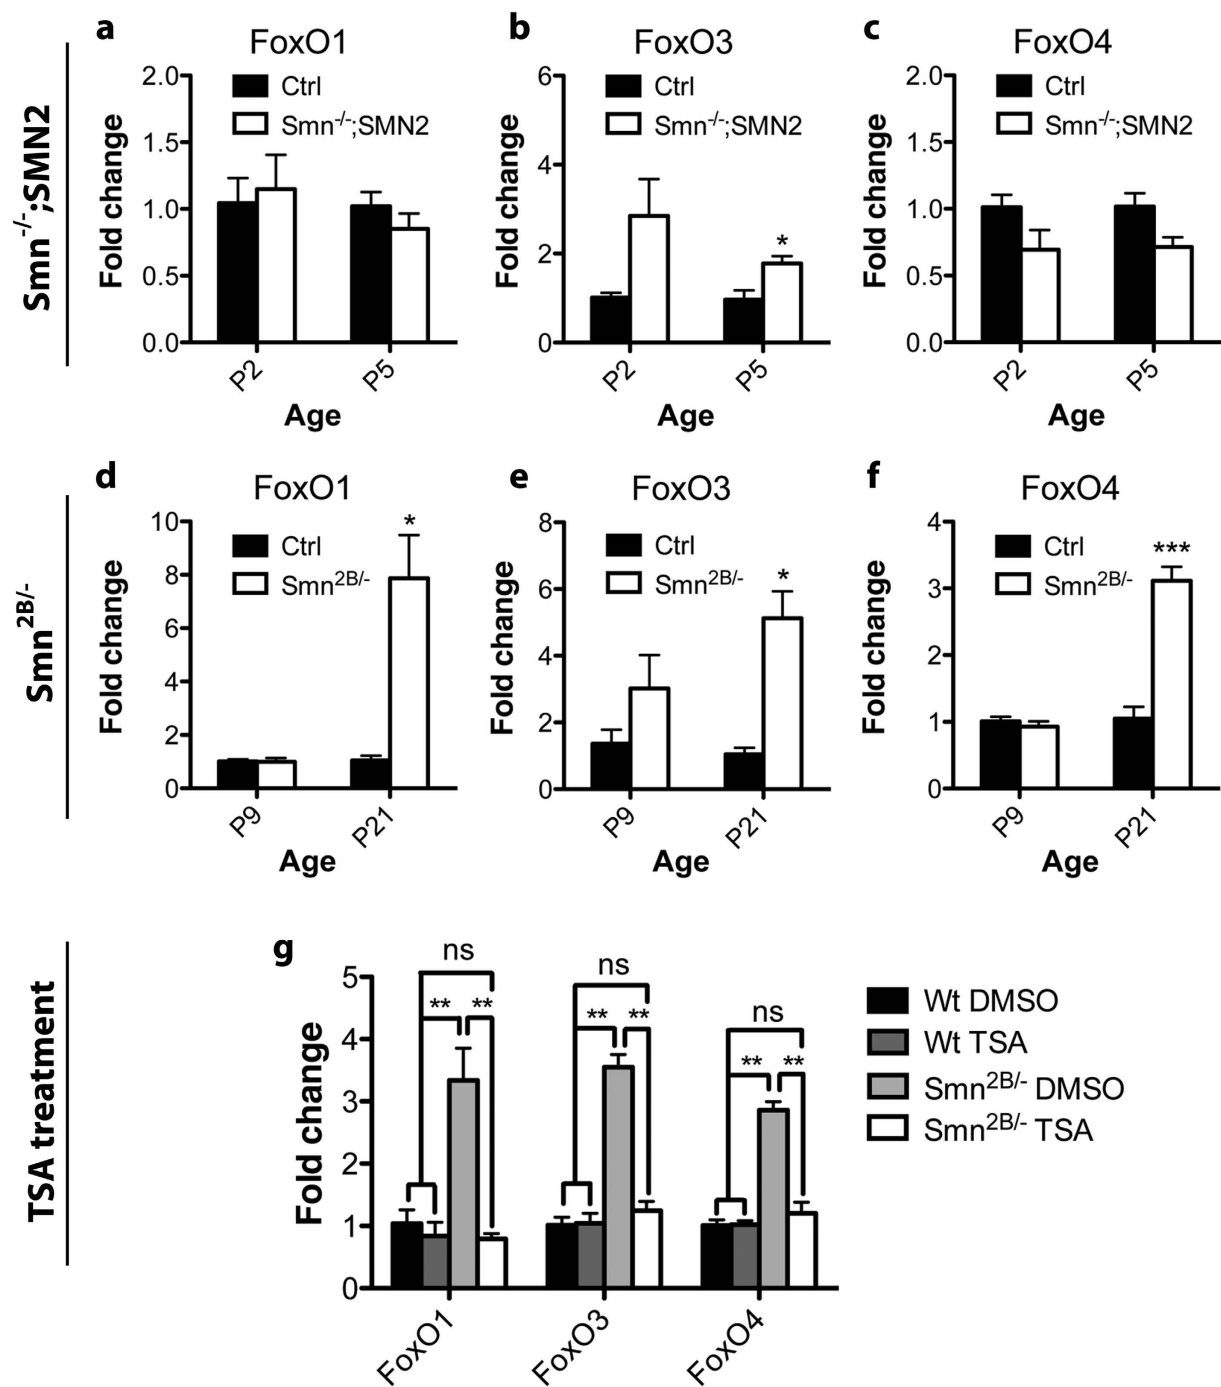 Smn-/-;SMN2
a
FoxO1
Ctrl
Smn-/-;SMN2
Fold change
2.0
1.5
1.0
0.5
0.0
P2
P5
Age
b
FoxO3
Ctrl
Smn-/-;SMN2
Fold change
6
4
2
0
*
P2
P5
Age
c
FoxO4
Ctrl
Smn-/-;SMN2
Fold change
2.0
1.5
1.0
0.5
0.0
P2
P5
Age
Smn2B/-
d
FoxO1
Ctrl
Smn2B/-
Fold change
10
8
6
4
2
0
*
P9
P21
Age
e
FoxO3
Ctrl
Smn2B/-
Fold change
8
6
4
2
0
*
P9
P21
Age
f
FoxO4
Ctrl
Smn2B/-
Fold change
4
3
2
1
0
***
P9
P21
Age
TSA treatment
g
Fold change
5
4
3
2
1
0
ns
** **
ns
** **
ns
** **
FoxO1
FoxO3
FoxO4
Wt DMSO
Wt TSA
Smn2B/- DMSO
Smn2B/- TSA